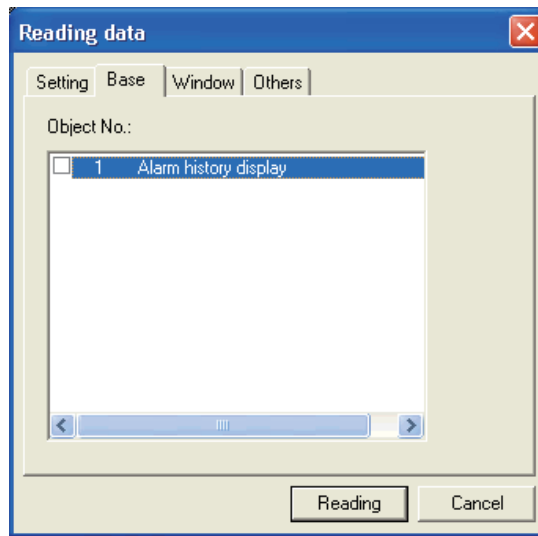 Reading data
Setting Base Window Others
Object No.:
1 Alarm history display
Reading Cancel